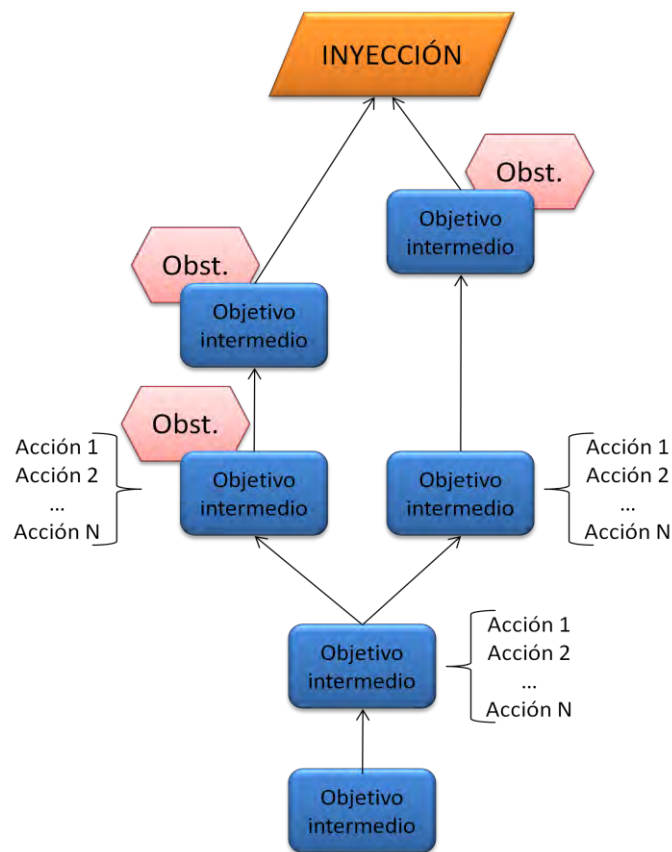 INYECCIÓN
Obst.
Objetivo
intermedio
Obst.
Objetivo
intermedio
Obst.
Objetivo
intermedio
Acción 1
Acción 2
...
Acción N
Objetivo
intermedio
Acción 1
Acción 2
...
Acción N
Objetivo
intermedio
Acción 1
Acción 2
...
Acción N
Objetivo
intermedio